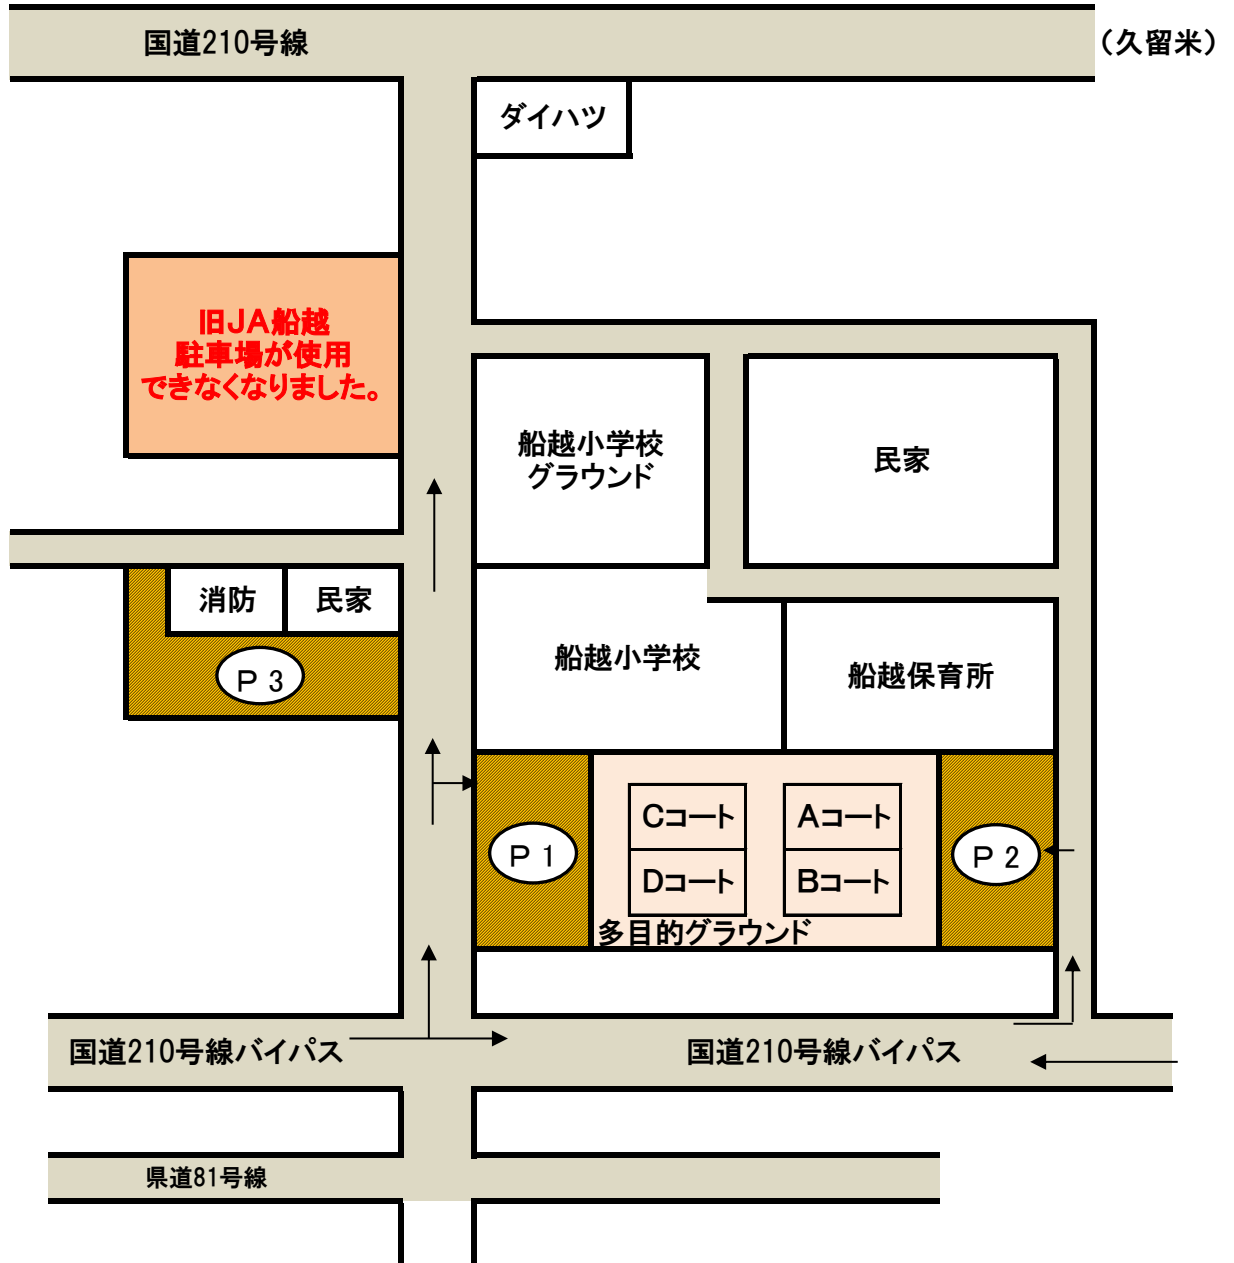 国道210号線
（久留米）
ダイハツ
旧JA船越
駐車場が使用
できなくなりました。
船越小学校
グラウンド
民家
消防
民家
船越小学校
船越保育所
P 3
Cコート
Aコート
P 1
P 2
Dコート
Bコート
多目的グラウンド
国道210号線バイパス
国道210号線バイパス
県道81号線